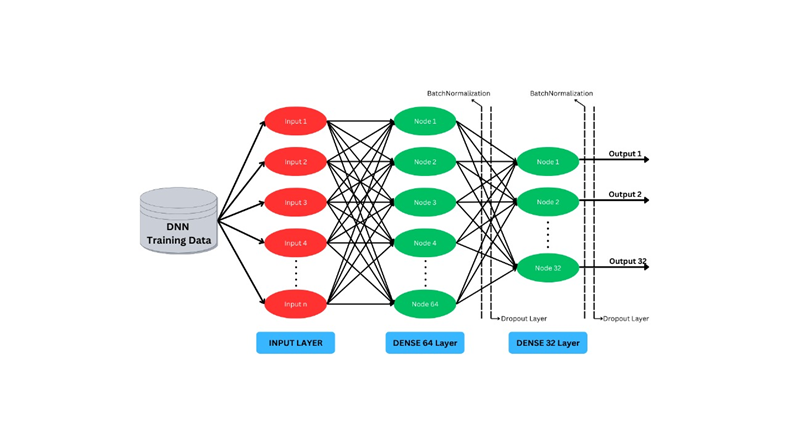 BatchNormalization
BatchNormalization
Input 1
Node 1
Input 2
Node 2
Node 1
Output 1
DNN
Training Data
Input 3
Node 3
Node 2
Output 2
Input 4
Node 4
Node 32
Output 32
Input n
Node 64
Dropout Layer
Dropout Layer
INPUT LAYER
DENSE 64 Layer
DENSE 32 Layer